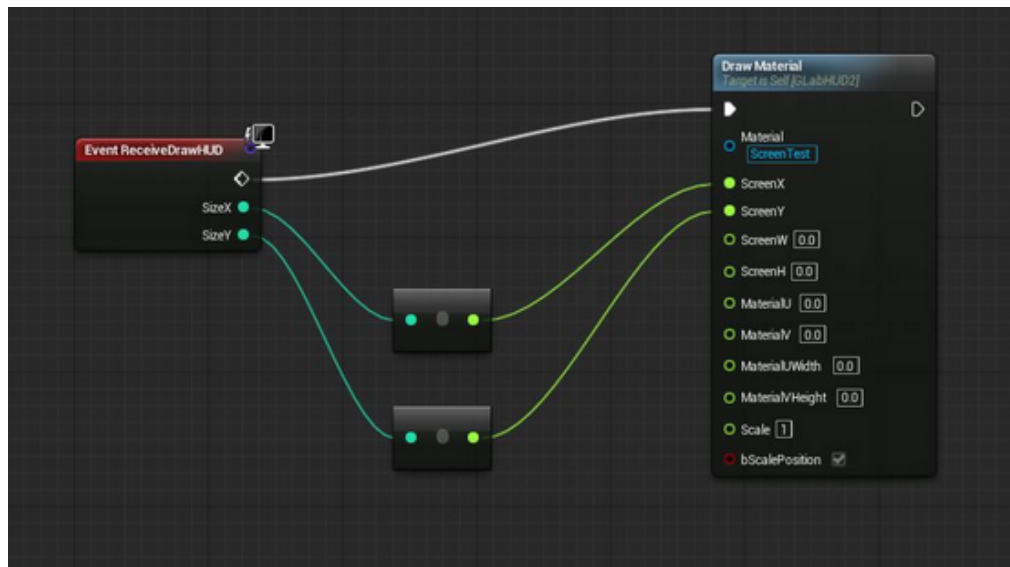 Event ReceiveDrawHUD
SizeX
SizeY
Draw Material
Target is Self [GLabHUD2]
Material
ScreenTest
ScreenX
ScreenY
ScreenW 0.0
ScreenH 0.0
MaterialU 0.0
MaterialV 0.0
MaterialUWidth 0.0
MaterialVHeight 0.0
Scale 1
bScalePosition